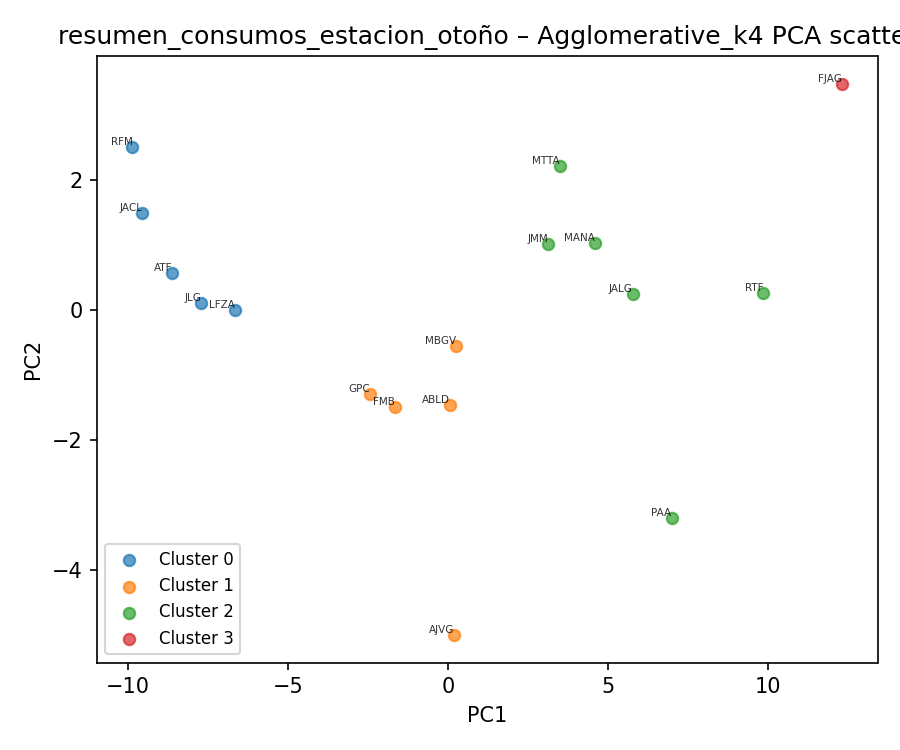 resumen_consumos_estacion_otoño – Agglomerative_k4 PCA scatte
FJAG
RFM
MTTA
JACL
JMM
MANA
ATF
JALG
RTF
JLG
LFZA
MBGV
GPC
FMB
ABLD
PAA
AJVG
2
0
−2
−4
PC2
Cluster 0
Cluster 1
Cluster 2
Cluster 3
−10
−5
0
5
10
PC1